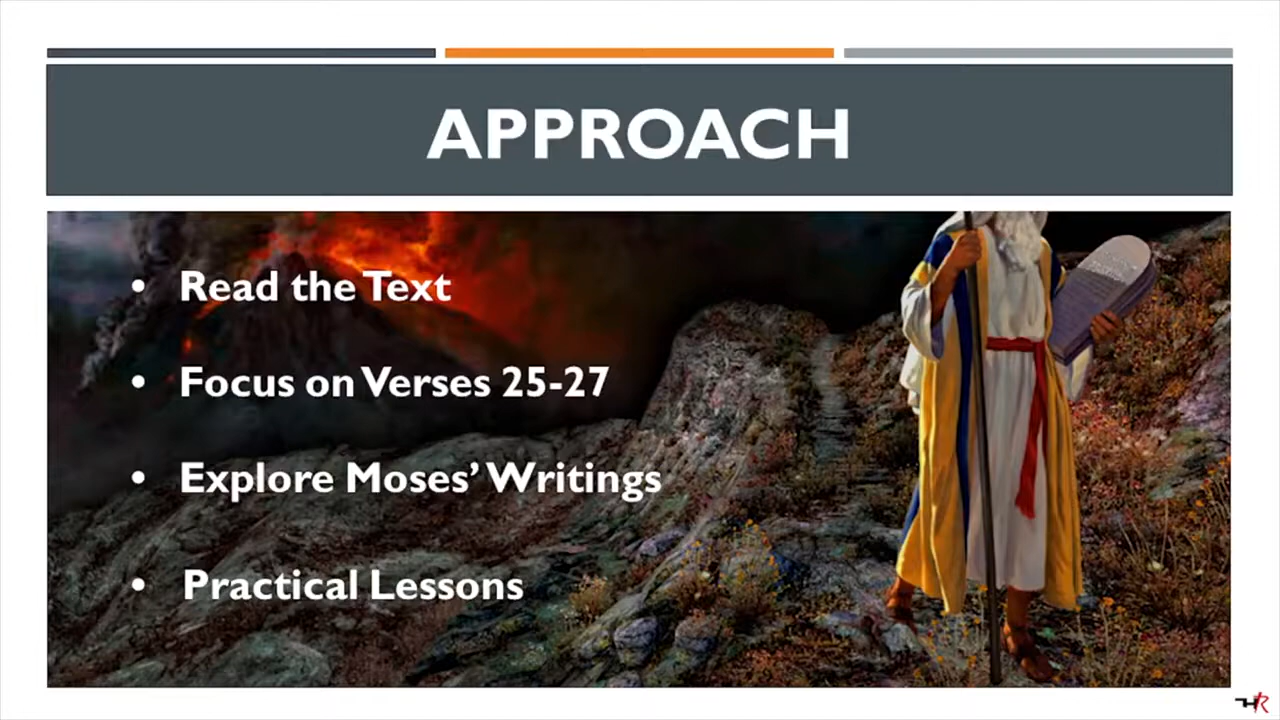 APPROACH
• Read the Text
• Focus on Verses 25-27
• Explore Moses’ Writings
• Practical Lessons